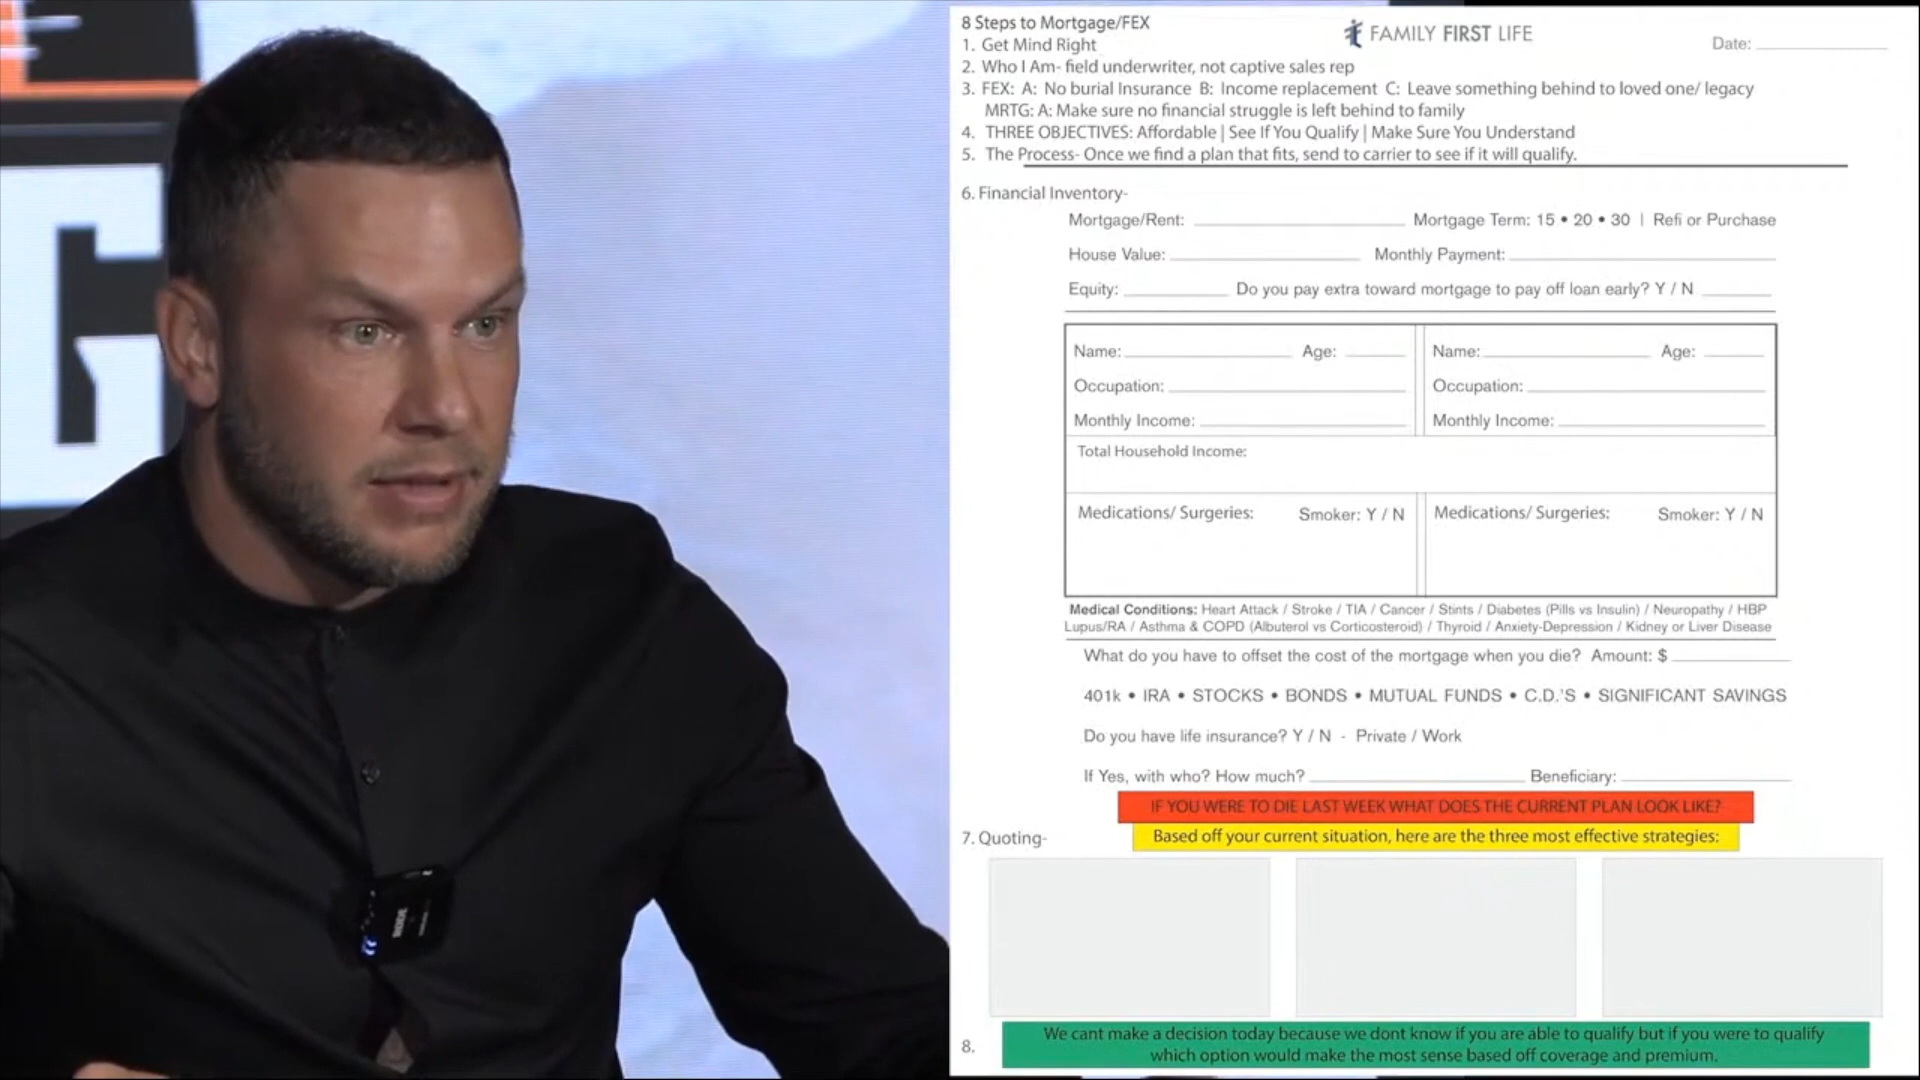 8 Steps to Mortgage/FEX
FAMILY FIRST LIFE
Date:
1. Get Mind Right
2. Who I Am- field underwriter, not captive sales rep
3. FEX: A: No burial Insurance B: Income replacement C: Leave something behind to loved one/ legacy
MRTG: A: Make sure no financial struggle is left behind to family
4. THREE OBJECTIVES: Affordable | See If You Qualify | Make Sure You Understand
5. The Process- Once we find a plan that fits, send to carrier to see if it will qualify.
6. Financial Inventory-
Mortgage/Rent: Mortgage Term: 15 • 20 • 30 | Refi or Purchase
House Value: Monthly Payment:
Equity: Do you pay extra toward mortgage to pay off loan early? Y / N
Name: Age: Name: Age:
Occupation: Occupation:
Monthly Income: Monthly Income:
Total Household Income:
Medications/ Surgeries: Smoker: Y / N Medications/ Surgeries: Smoker: Y / N
Medical Conditions: Heart Attack / Stroke / TIA / Cancer / Stints / Diabetes (Pills vs Insulin) / Neuropathy / HBP
Lupus/RA / Asthma & COPD (Albuterol vs Corticosteroid) / Thyroid / Anxiety-Depression / Kidney or Liver Disease
What do you have to offset the cost of the mortgage when you die? Amount: $
401k • IRA • STOCKS • BONDS • MUTUAL FUNDS • C.D.'S • SIGNIFICANT SAVINGS
Do you have life insurance? Y / N - Private / Work
If Yes, with who? How much? Beneficiary:
IF YOU WERE TO DIE LAST WEEK WHAT DOES THE CURRENT PLAN LOOK LIKE?
7. Quoting-
Based off your current situation, here are the three most effective strategies:
8.
We cant make a decision today because we dont know if you are able to qualify but if you were to qualify
which option would make the most sense based off coverage and premium.
RODE